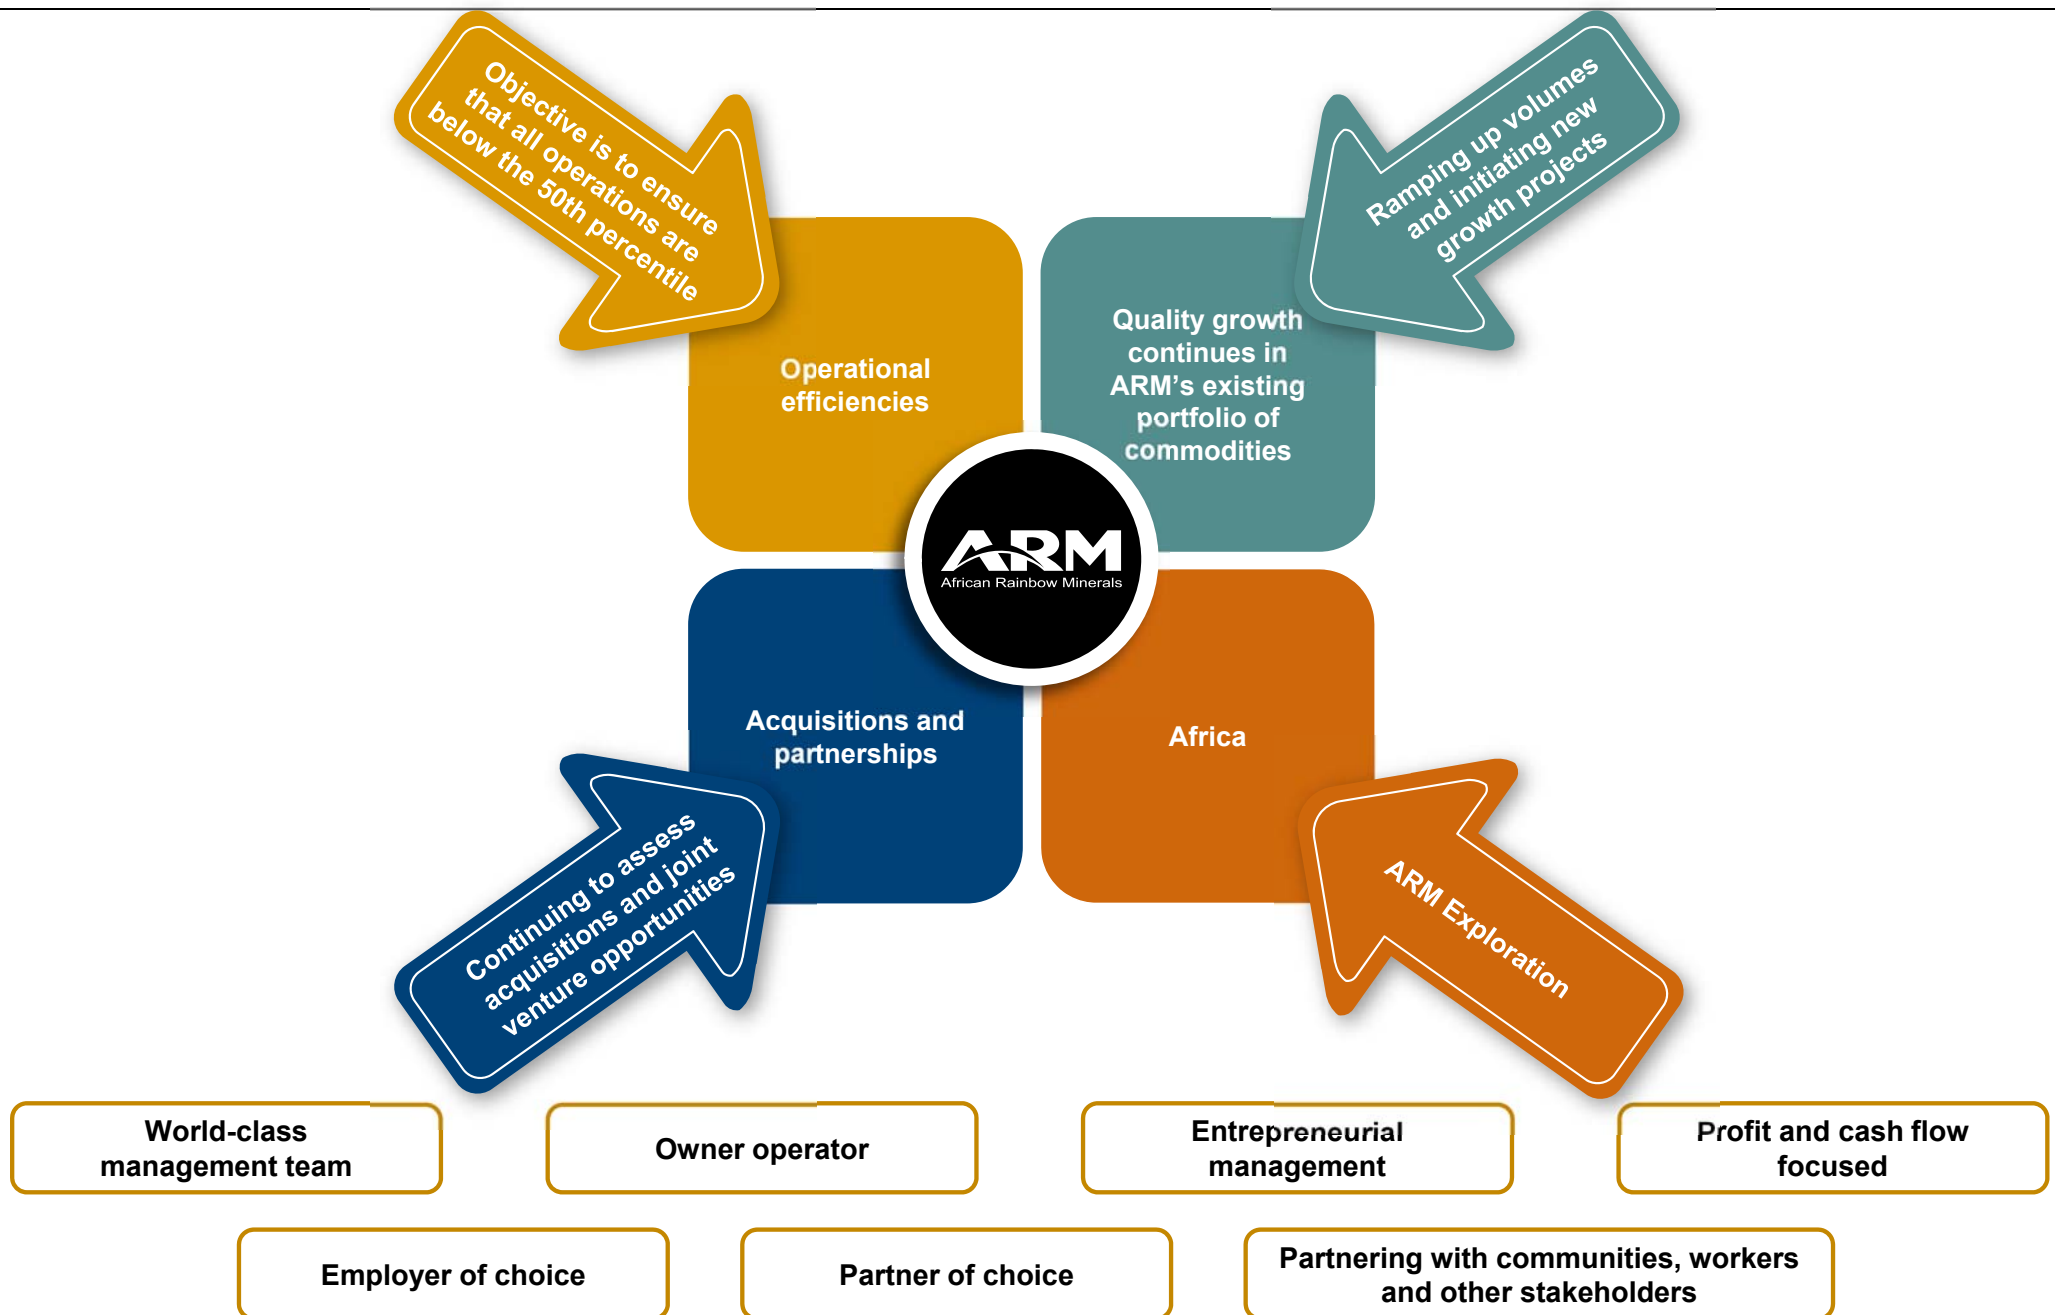 Objective is to ensure
that all operations are
below the 50th percentile
Ramping up volumes
and initiating new
growth projects
Operational
efficiencies
Quality growth
continues in
ARM’s existing
portfolio of
commodities
ARM
African Rainbow Minerals
Acquisitions and
partnerships
Africa
Continuing to assess
acquisitions and joint
venture opportunities
ARM Exploration
World-class
management team
Owner operator
Entrepreneurial
management
Profit and cash flow
focused
Employer of choice
Partner of choice
Partnering with communities, workers
and other stakeholders